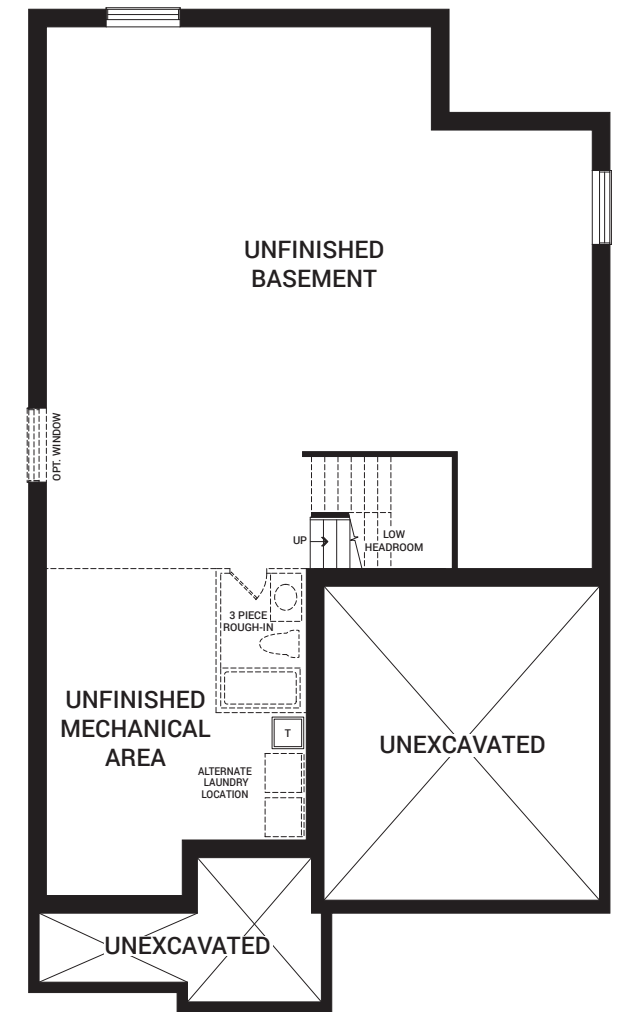 UNFINISHED
BASEMENT
OPT. WINDOW
UP
LOW
HEADROOM
3 PIECE
ROUGH-IN
UNFINISHED
MECHANICAL
AREA
T
ALTERNATE
LAUNDRY
LOCATION
UNEXCAVATED
UNEXCAVATED